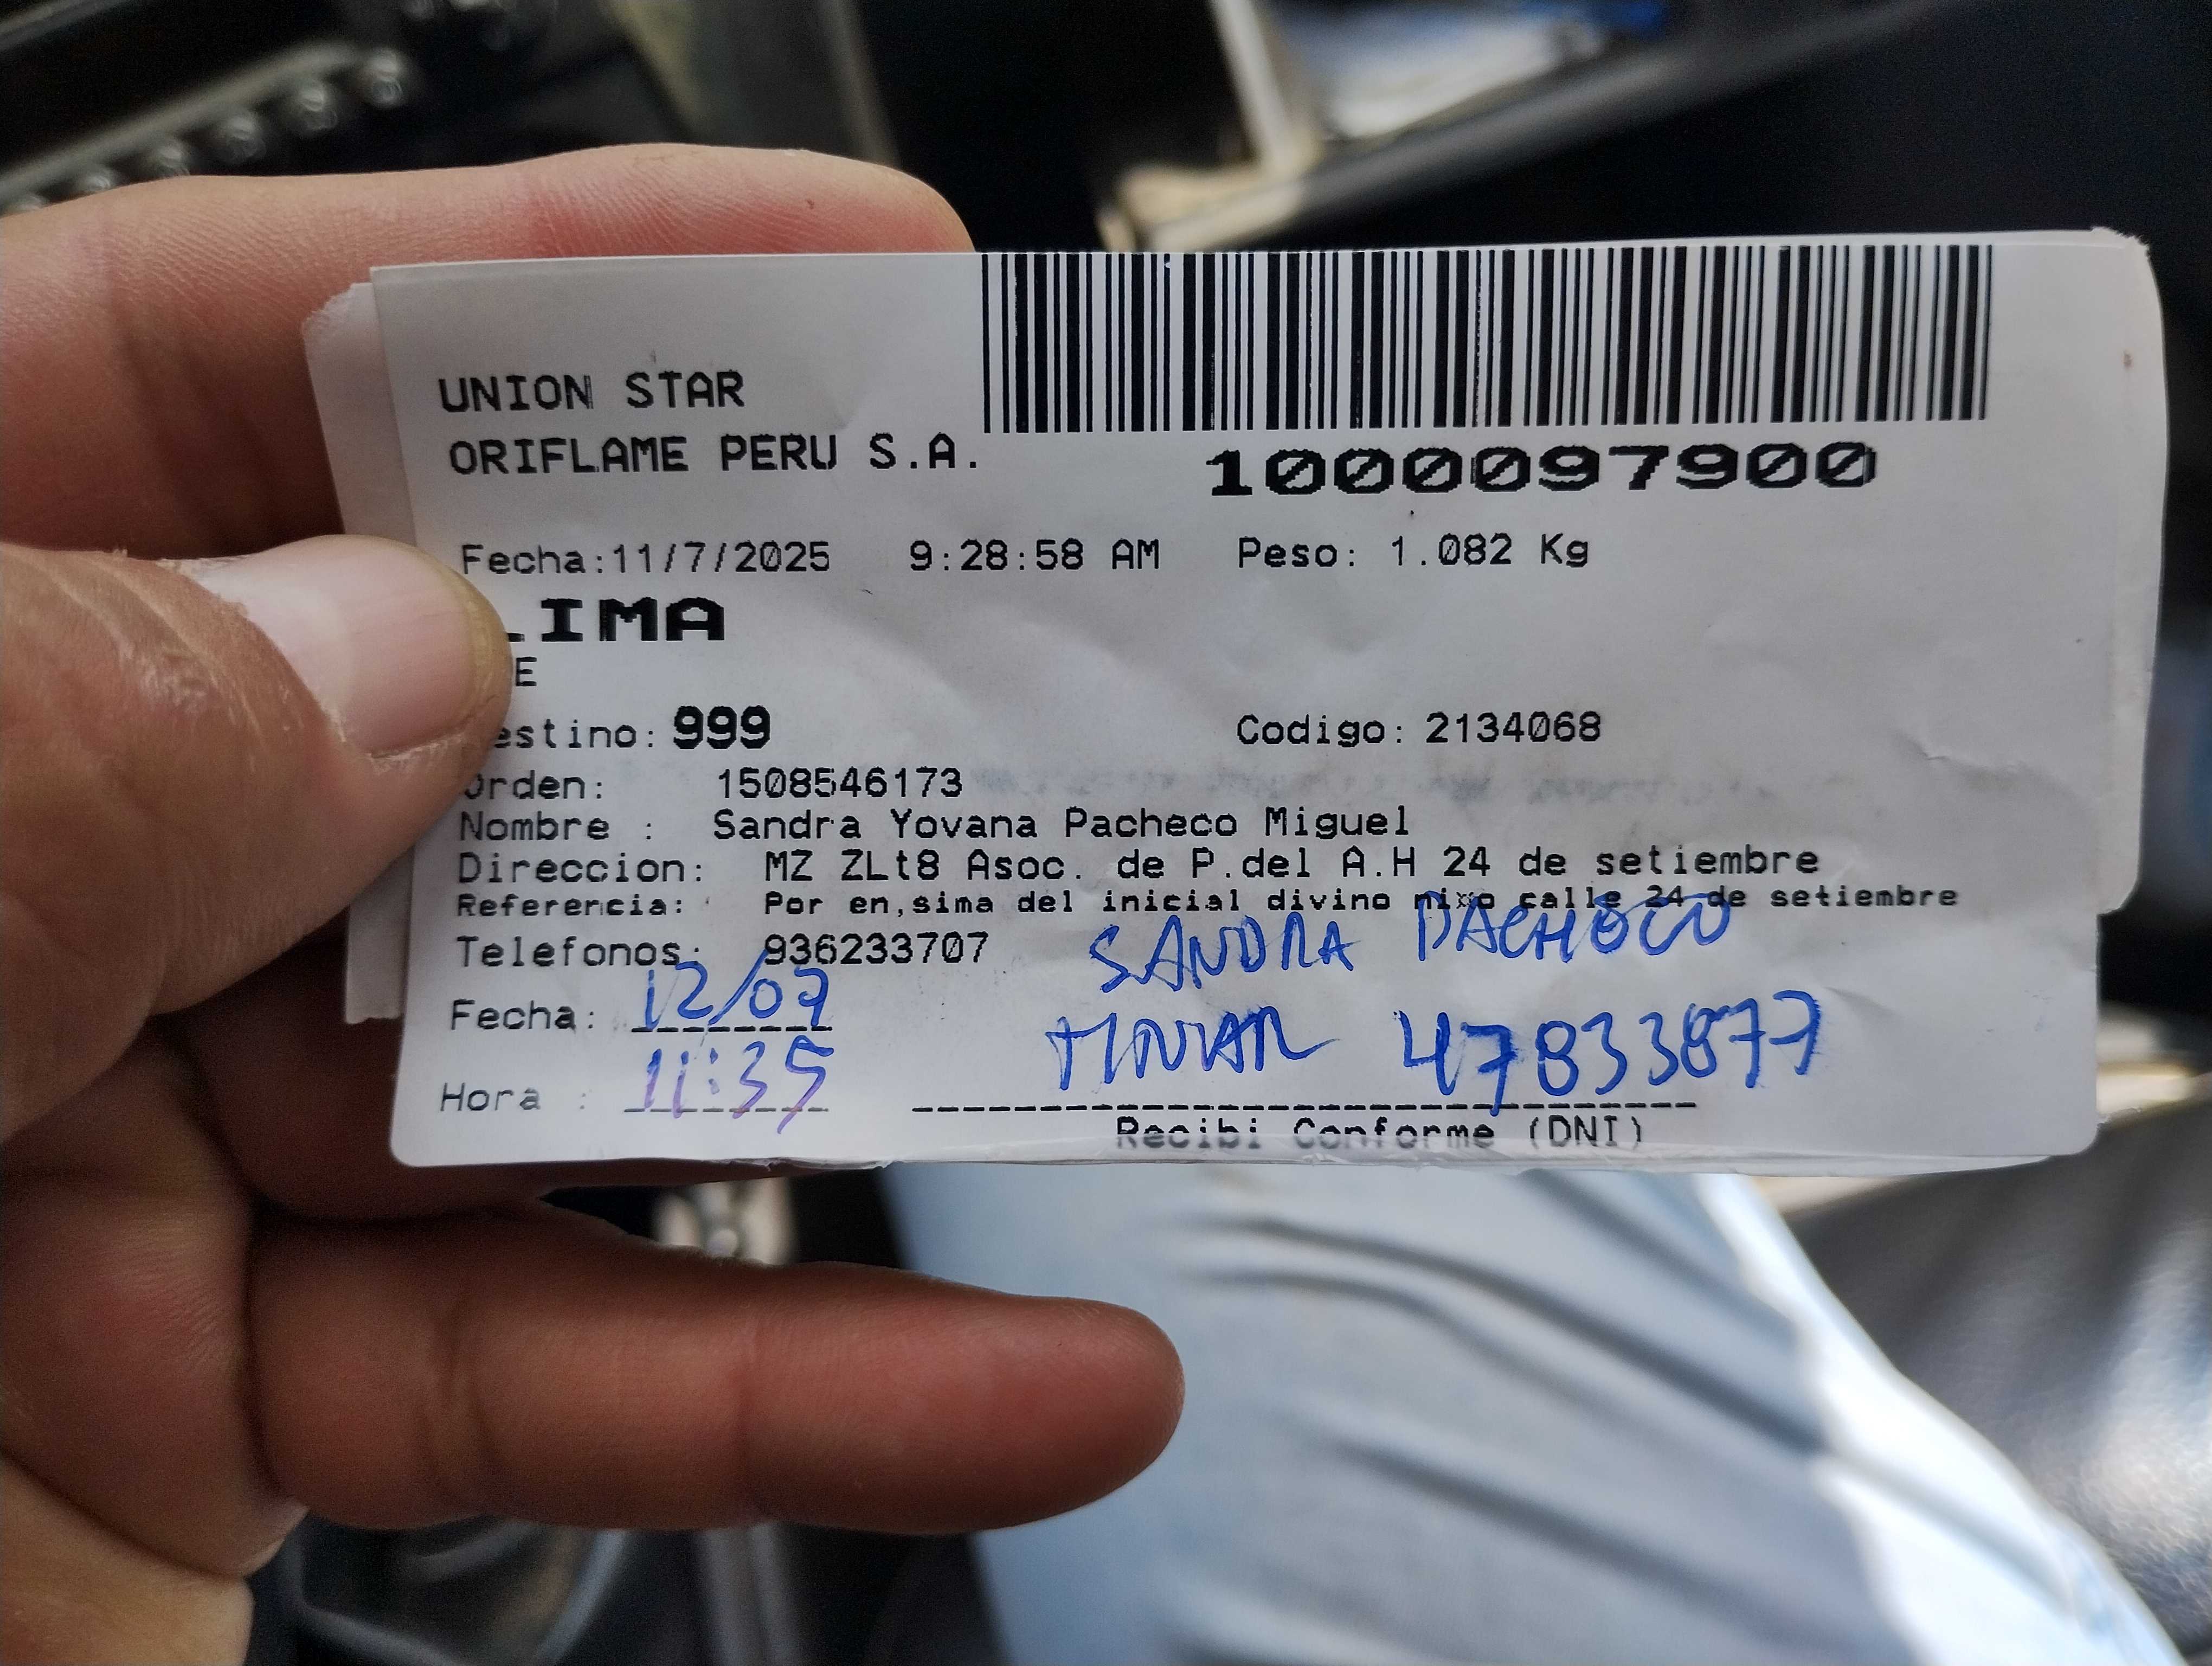 UNION STAR
ORIFLAME PERU S.A.
1000097900
Fecha:11/7/2025 9:28:58 AM Peso: 1.082 Kg
LIMA
E
estino: 999 Codigo: 2134068
Orden: 1508546173
Nombre : Sandra Yovana Pacheco Miguel
Direccion: MZ ZLt8 Asoc. de P.del A.H 24 de setiembre
Referencia: Por en,sima del inicial divino nixo calle 24 de setiembre
Telefonos: 936233707 SANDRA PACHECO
Fecha: 12/07
47833877
Hora : 11:35
Recibi Conforme (DNI)